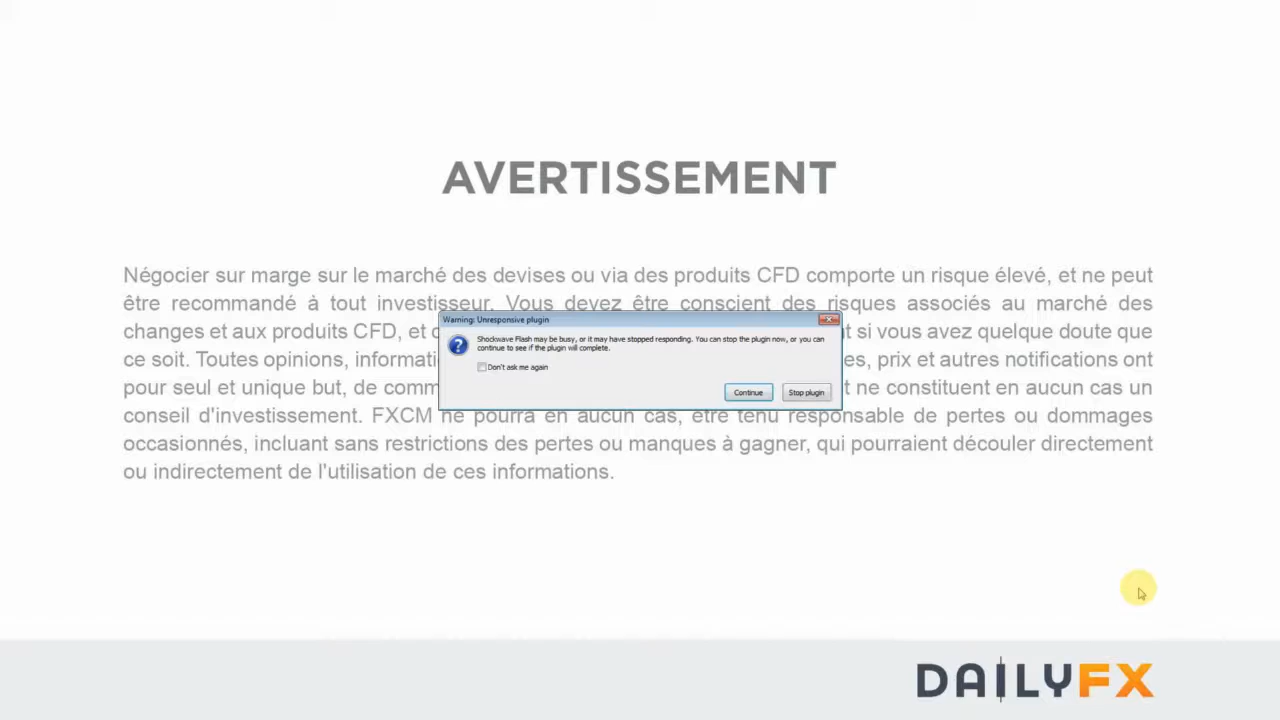 AVERTISSEMENT
Négocier sur marge sur le marché des devises ou via des produits CFD comporte un risque élevé, et ne peut
être recommandé à tout investisseur. Vous devez être conscient des risques associés au marché des
changes et aux produits CFD, et si vous avez quelque doute que
ce soit. Toutes opinions, prix et autres notifications ont
pour seul et unique but, de ne constituent en aucun cas un
conseil d'investissement. FXCM ne pourra en aucun cas, être tenu responsable de pertes ou dommages
occasionnés, incluant sans restrictions des pertes ou manques à gagner, qui pourraient découler directement
ou indirectement de l'utilisation de ces informations.
Warning: Unresponsive plugin
Shockwave Flash may be busy, or it may have stopped responding. You can stop the plugin now, or you can
continue to see if the plugin will complete.
Don't ask me again
Continue Stop plugin
DAILYFX